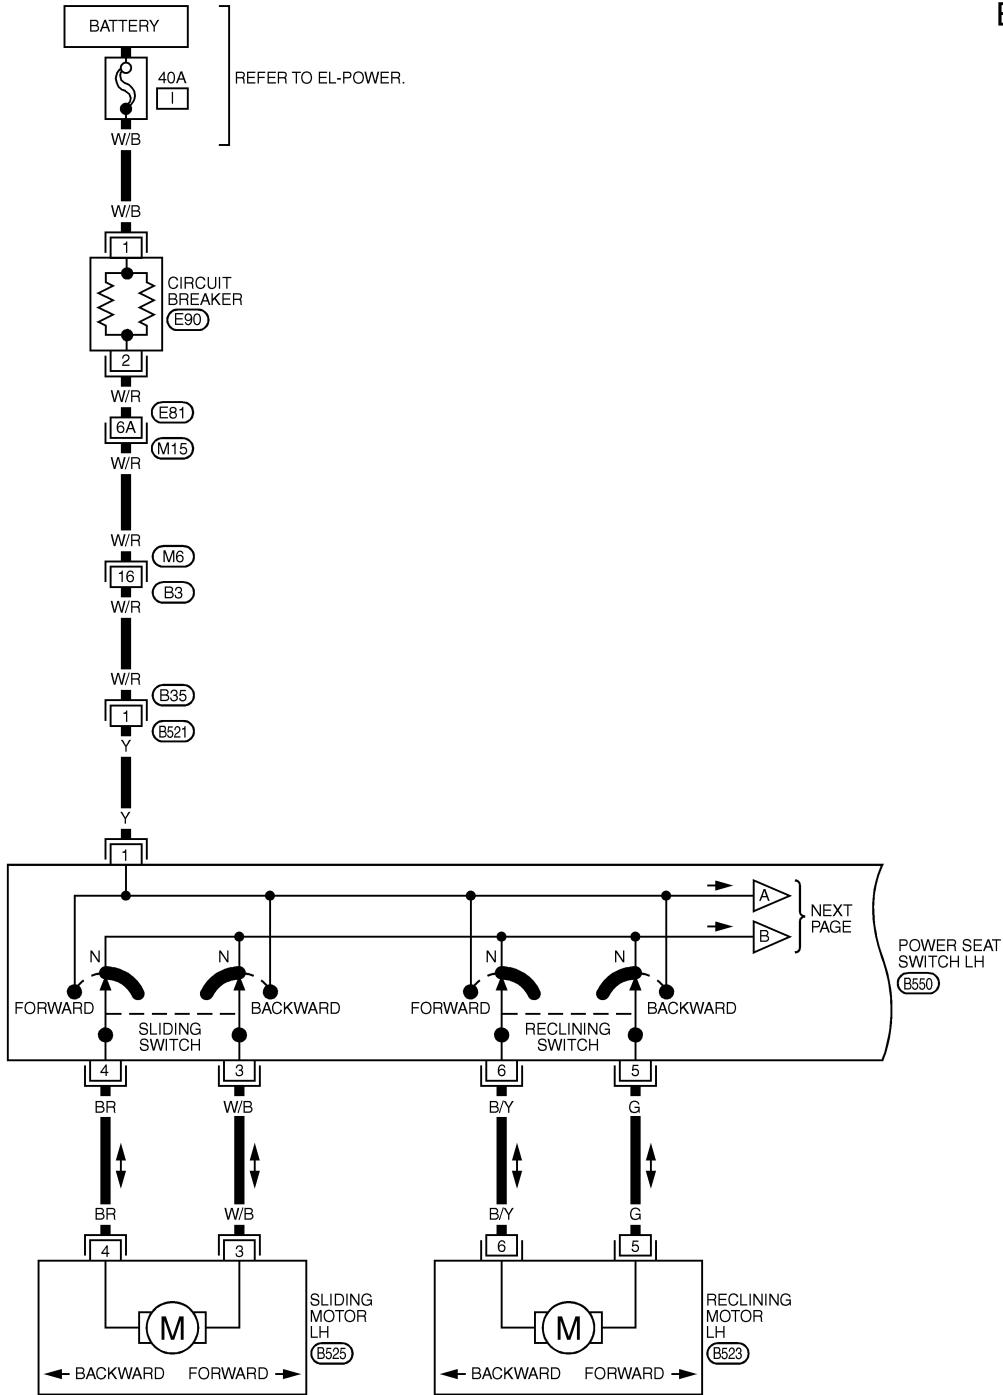 BATTERY
40A
I
REFER TO EL-POWER.
W/B
W/B
1
CIRCUIT
BREAKER
E90
2
W/R
E81
6A
M15
W/R
W/R
M6
16
B3
W/R
W/R
B35
1
B521
Y
Y
1
A
B
NEXT
PAGE
POWER SEAT
SWITCH LH
B550
N
N
N
N
FORWARD
BACKWARD
FORWARD
BACKWARD
SLIDING
SWITCH
RECLINING
SWITCH
4
3
6
5
BR
W/B
B/Y
G
BR
W/B
B/Y
G
4
3
6
5
M
SLIDING
MOTOR
LH
B525
M
RECLINING
MOTOR
LH
B523
BACKWARD
FORWARD
BACKWARD
FORWARD